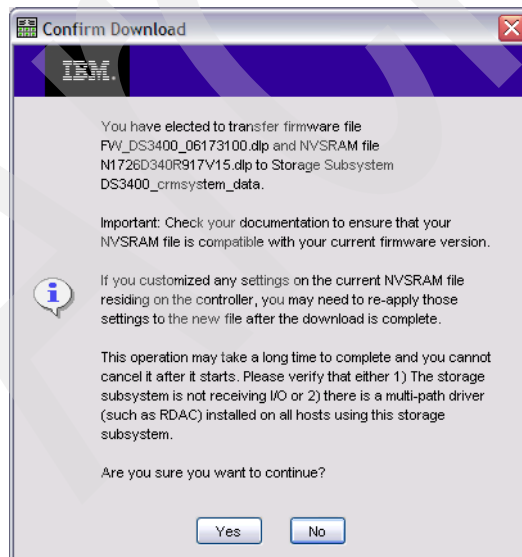 Confirm Download
IBM.
You have elected to transfer firmware file
FW_DS3400_06173100.dlp and NVSRAM file
N1726D340R917V15.dlp to Storage Subsystem
DS3400_crmsystem_data.
Important: Check your documentation to ensure that your
NVSRAM file is compatible with your current firmware version.
If you customized any settings on the current NVSRAM file
residing on the controller, you may need to re-apply those
settings to the new file after the download is complete.
This operation may take a long time to complete and you cannot
cancel it after it starts. Please verify that either 1) The storage
subsystem is not receiving I/O or 2) there is a multi-path driver
(such as RDAC) installed on all hosts using this storage
subsystem.
Are you sure you want to continue?
Yes No